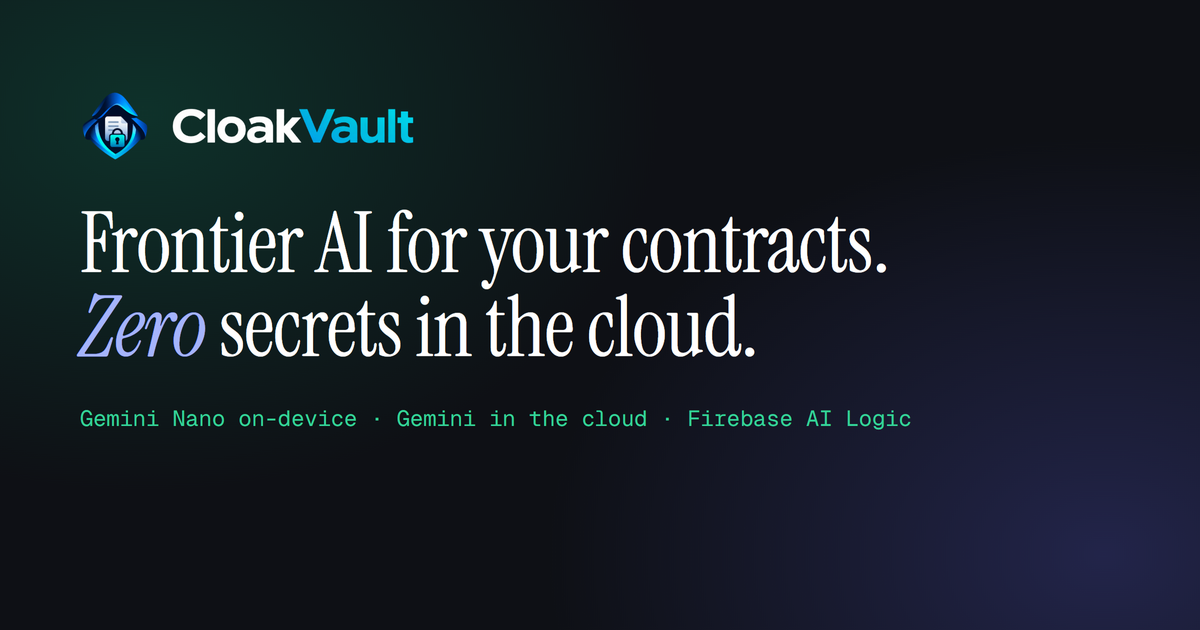 CloakVault
Frontier AI for your contracts.
Zero secrets in the cloud.
Gemini Nano on-device · Gemini in the cloud · Firebase AI Logic